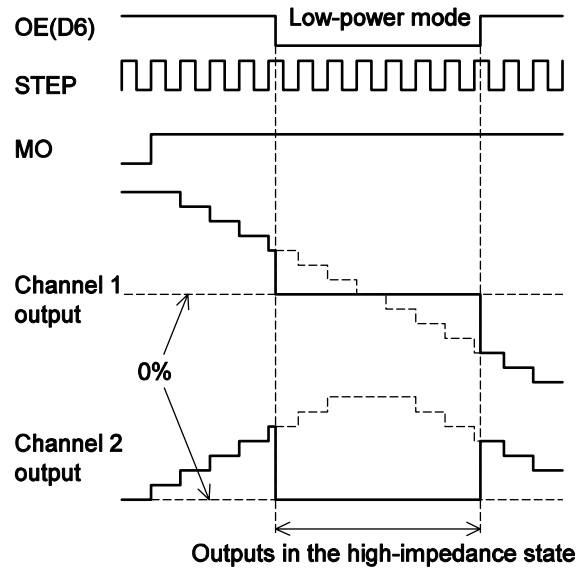 OE(D6)
Low-power mode
STEP
MO
Channel 1
output
0%
Channel 2
output
Outputs in the high-impedance state